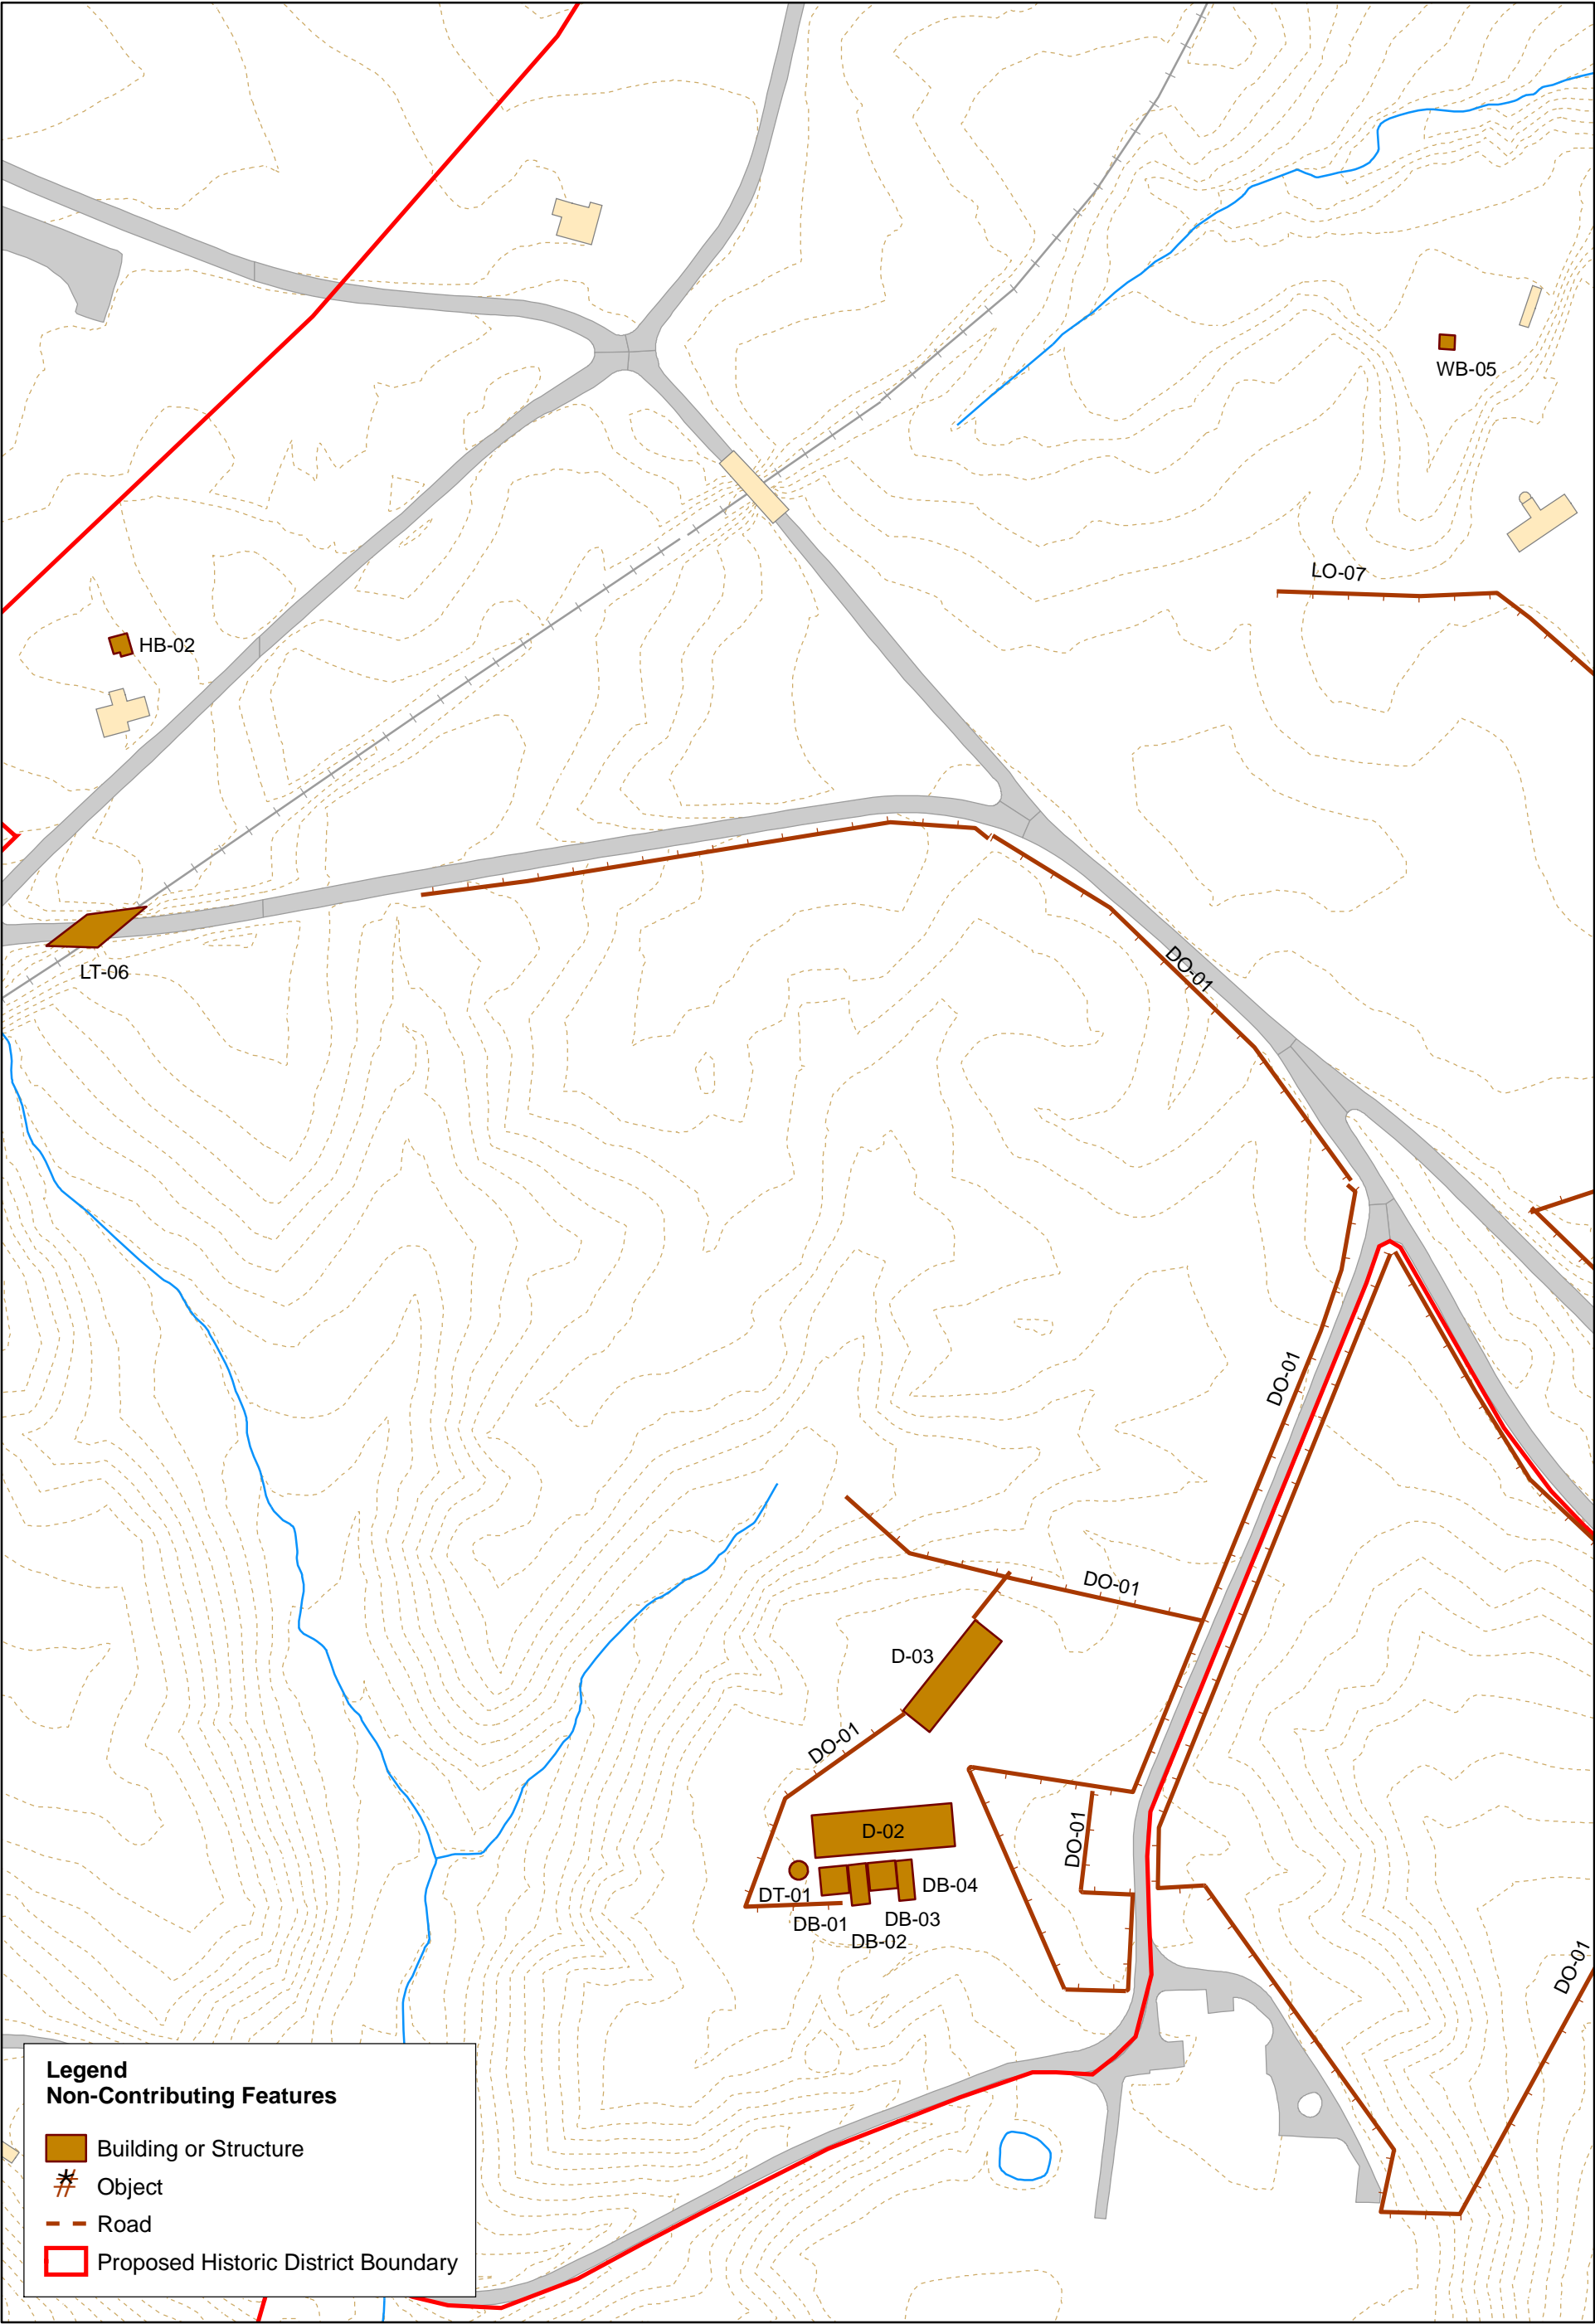 WB-05
LO-07
HB-02
DO-01
LT-06
DO-01
DO-01
D-03
DO-01
D-02
DO-01
DT-01
DB-04
DB-01
DB-03
DB-02
DO-01
Legend
Non-Contributing Features
Building or Structure
Object
Road
Proposed Historic District Boundary